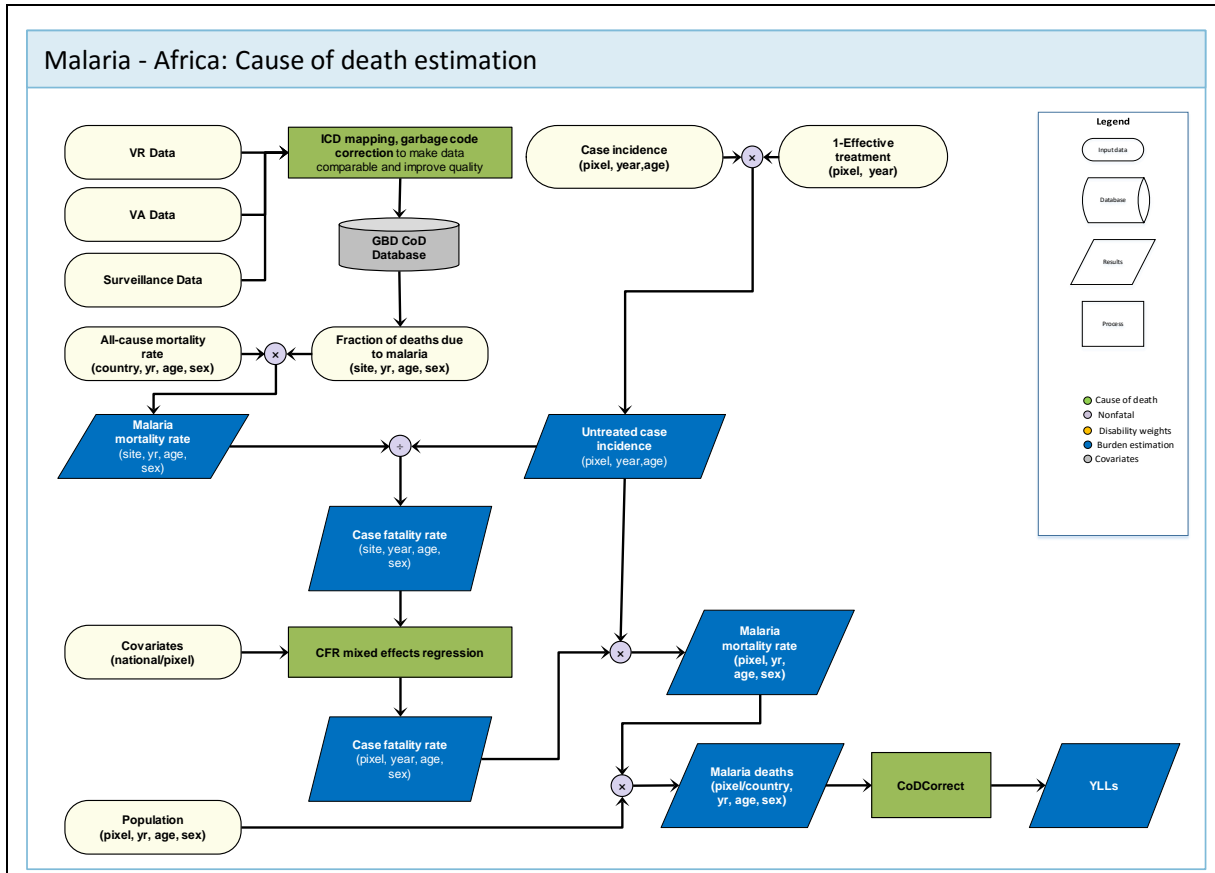 Malaria - Africa: Cause of death estimation
VR Data
VA Data
Surveillance Data
ICD mapping, garbage code
correction to make data
comparable and improve quality
GBD CoD
Database
Case incidence
(pixel, year,age)
×
1-Effective
treatment
(pixel, year)
All-cause mortality
rate
(country, yr, age, sex)
×
Fraction of deaths due
to malaria
(site, yr, age, sex)
Malaria
mortality rate
(site, yr, age,
sex)
÷
Untreated case
incidence
(pixel, year,age)
Case fatality rate
(site, year, age,
sex)
Covariates
(national/pixel)
CFR mixed effects regression
×
Malaria
mortality rate
(pixel, yr,
age, sex)
Case fatality rate
(pixel, year, age,
sex)
Population
(pixel, yr, age, sex)
×
Malaria deaths
(pixel/country,
yr, age, sex)
CoDCorrect
YLLs
Legend
Input data
Database
Results
Process
Cause of death
Nonfatal
Disability weights
Burden estimation
Covariates